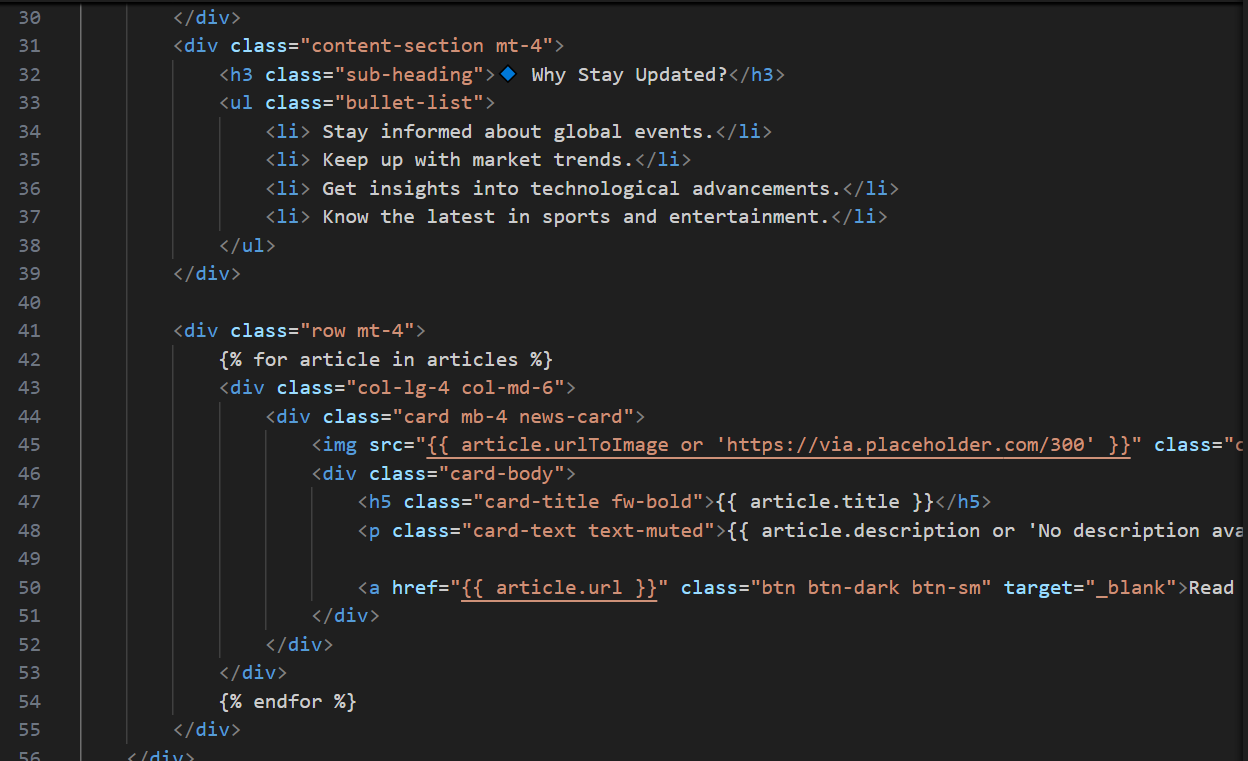 30 </div>
31 <div class="content-section mt-4">
32 <h3 class="sub-heading">🔹 Why Stay Updated?</h3>
33 <ul class="bullet-list">
34 <li> Stay informed about global events.</li>
35 <li> Keep up with market trends.</li>
36 <li> Get insights into technological advancements.</li>
37 <li> Know the latest in sports and entertainment.</li>
38 </ul>
39 </div>
40
41 <div class="row mt-4">
42 {% for article in articles %}
43 <div class="col-lg-4 col-md-6">
44 <div class="card mb-4 news-card">
45 <img src="{{ article.urlToImage or 'https://via.placeholder.com/300' }}" class="c
46 <div class="card-body">
47 <h5 class="card-title fw-bold">{{ article.title }}</h5>
48 <p class="card-text text-muted">{{ article.description or 'No description ava
49
50 <a href="{{ article.url }}" class="btn btn-dark btn-sm" target="_blank">Read
51 </div>
52 </div>
53 </div>
54 {% endfor %}
55 </div>
56 </div>